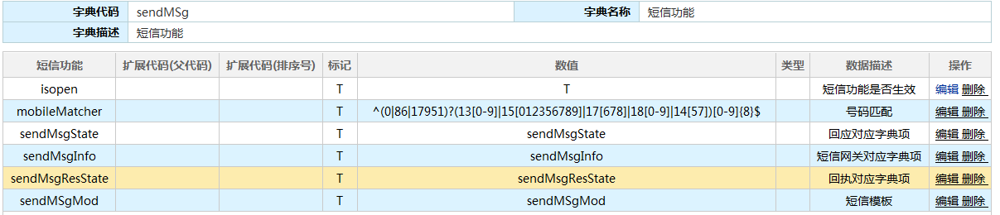 字典代码 sendMSg 字典名称 短信功能
字典描述 短信功能
短信功能 扩展代码(父代码) 扩展代码(排序号) 标记 数值 类型 数据描述 操作
isopen T T 短信功能是否生效 编辑 删除
mobileMatcher T ^(0|86|17951)?(13[0-9]|15[012356789]|17[678]|18[0-9]|14[57])[0-9]{8}$ 号码匹配 编辑 删除
sendMsgState T sendMsgState 回应对应字典项 编辑 删除
sendMsgInfo T sendMsgInfo 短信网关对应字典项 编辑 删除
sendMsgResState T sendMsgResState 回执对应字典项 编辑 删除
sendMSgMod T sendMSgMod 短信模板 编辑 删除